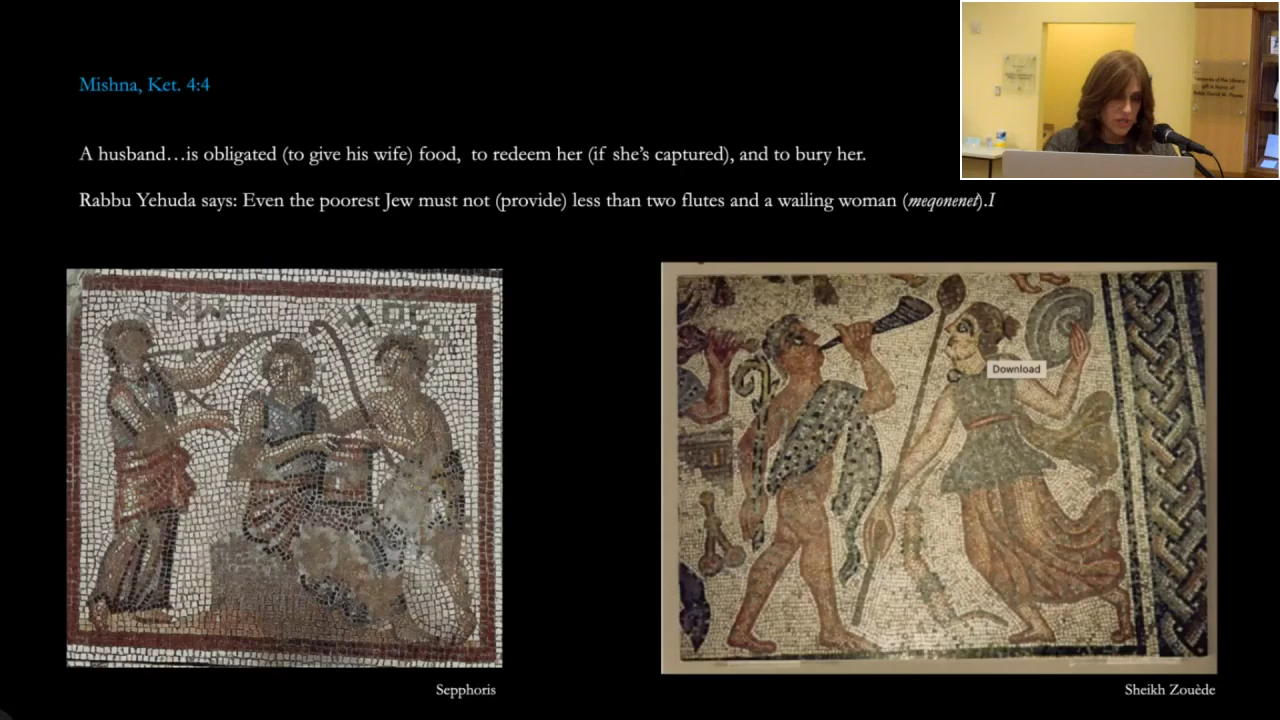 Mishna, Ket. 4:4
A husband…is obligated (to give his wife) food, to redeem her (if she’s captured), and to bury her.
Rabbu Yehuda says: Even the poorest Jew must not (provide) less than two flutes and a wailing woman (meqonenet).I
ΚΩ ΜΟC
Download
Sepphoris
Sheikh Zouède